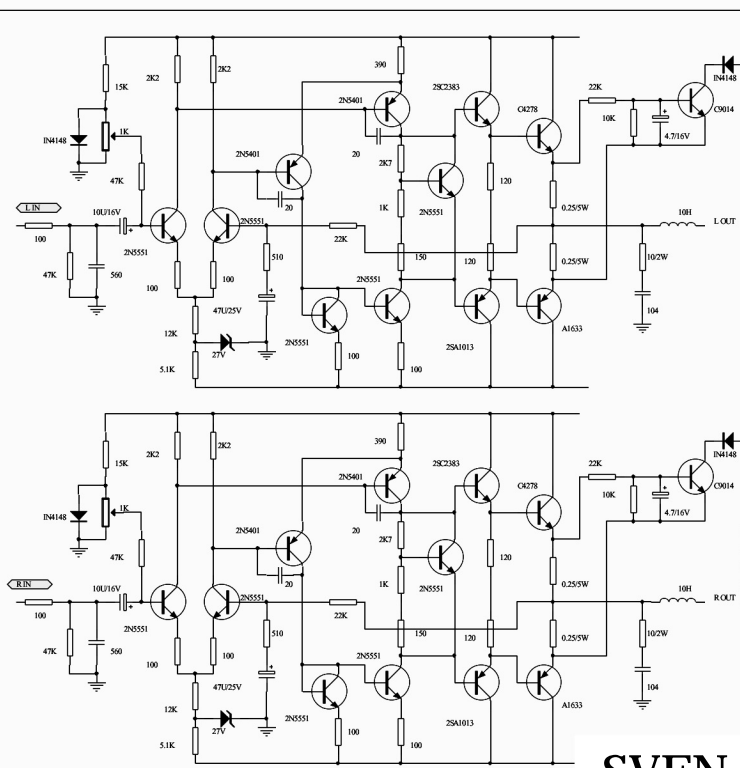 390
15K
2K2
2K2
2N5401
2SC2383
C4278
22K
IN4148
10K
C9014
4.7/16V
IN4148
1K
2N5401
20
2K7
47K
20
1K
2N5551
120
0.25/5W
L IN
10U/16V
2N5551
100
2N5551
22K
10H
L OUT
47K
560
100
100
510
2N5551
150
120
0.25/5W
10/2W
47U/25V
104
12K
27V
2N5551
100
100
2SA1013
A1633
5.1K
390
15K
2K2
2K2
2N5401
2SC2383
C4278
22K
IN4148
10K
C9014
4.7/16V
IN4148
1K
2N5401
20
2K7
47K
20
1K
2N5551
120
0.25/5W
R IN
10U/16V
2N5551
100
2N5551
22K
10H
R OUT
47K
560
100
100
510
2N5551
150
120
0.25/5W
10/2W
47U/25V
104
12K
27V
2N5551
100
100
2SA1013
A1633
5.1K
SVEN